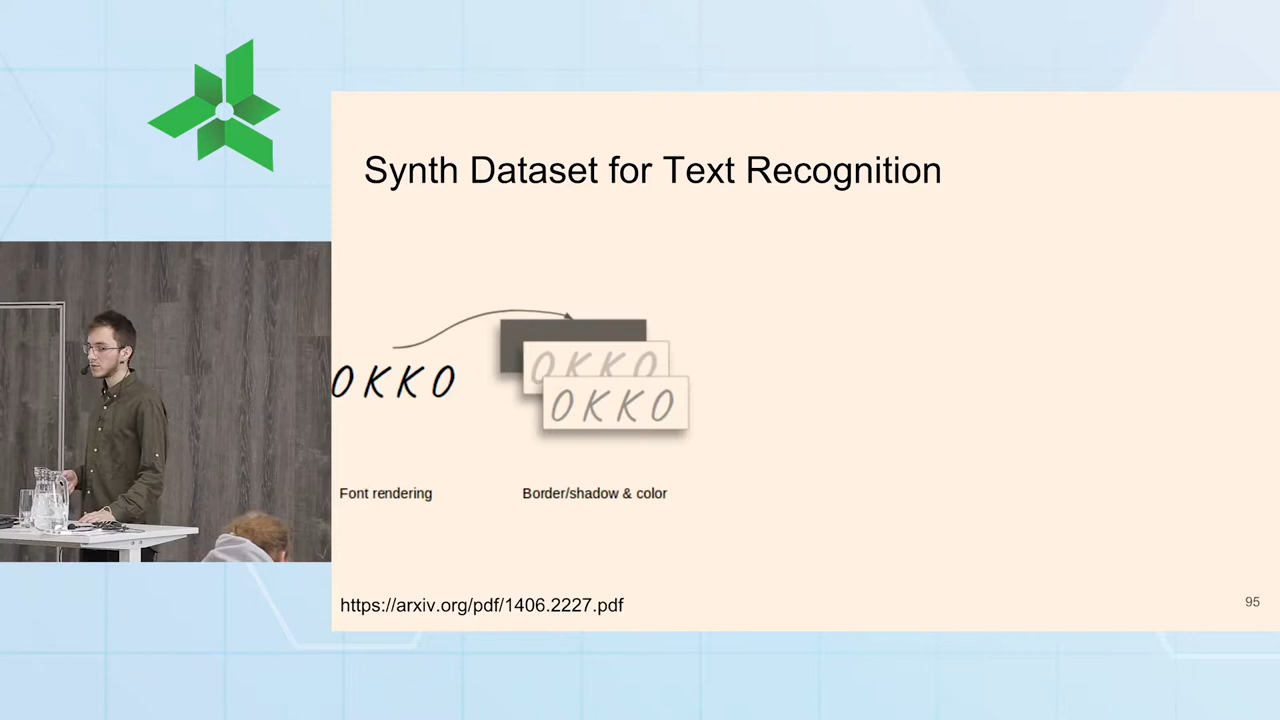 Synth Dataset for Text Recognition
OKKO
OKKO
OKKO
Font rendering
Border/shadow & color
https://arxiv.org/pdf/1406.2227.pdf
95